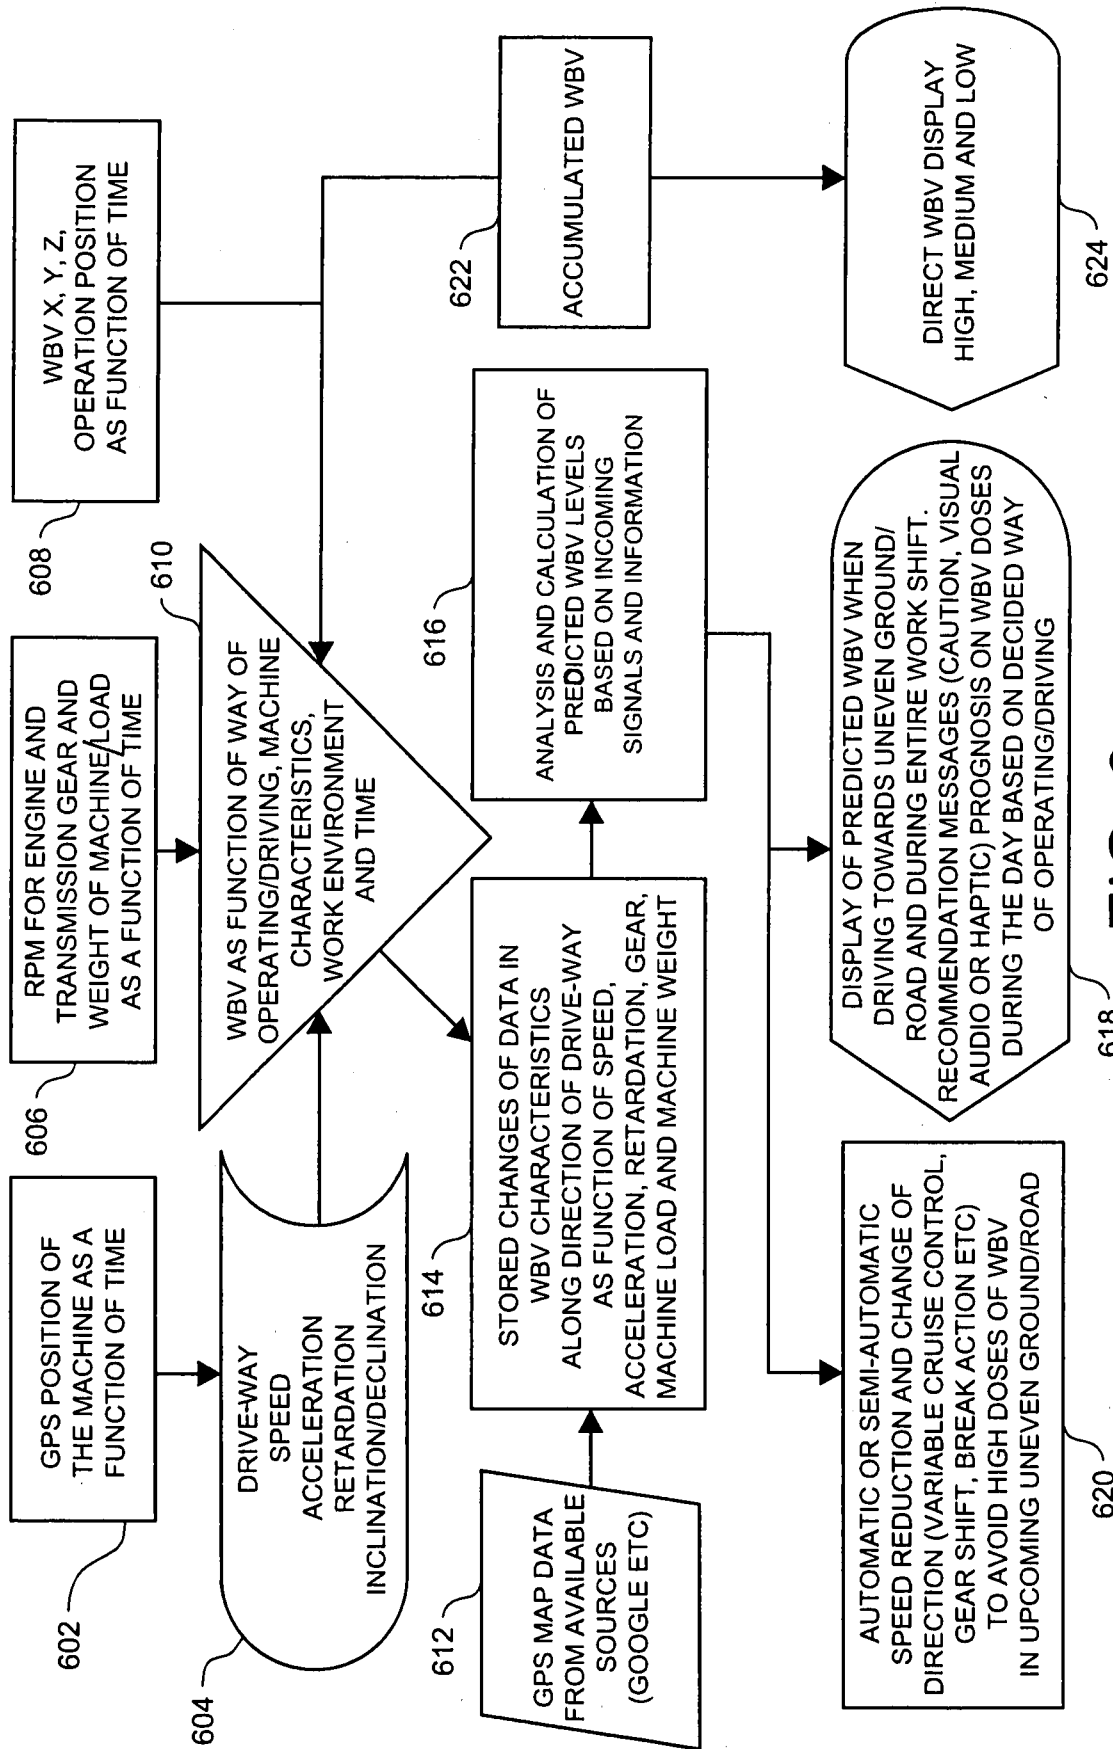 602
GPS POSITION OF
THE MACHINE AS A
FUNCTION OF TIME
606
RPM FOR ENGINE AND
TRANSMISSION GEAR AND
WEIGHT OF MACHINE/LOAD
AS A FUNCTION OF TIME
608
WBV X, Y, Z,
OPERATION POSITION
AS FUNCTION OF TIME
604
DRIVE-WAY
SPEED
ACCELERATION
RETARDATION
INCLINATION/DECLINATION
610
WBV AS FUNCTION OF WAY OF
OPERATING/DRIVING, MACHINE
CHARACTERISTICS,
WORK ENVIRONMENT
AND TIME
612
GPS MAP DATA
FROM AVAILABLE
SOURCES
(GOOGLE ETC)
614
STORED CHANGES OF DATA IN
WBV CHARACTERISTICS
ALONG DIRECTION OF DRIVE-WAY
AS FUNCTION OF SPEED,
ACCELERATION, RETARDATION, GEAR,
MACHINE LOAD AND MACHINE WEIGHT
616
ANALYSIS AND CALCULATION OF
PREDICTED WBV LEVELS
BASED ON INCOMING
SIGNALS AND INFORMATION
622
ACCUMULATED WBV
AUTOMATIC OR SEMI-AUTOMATIC
SPEED REDUCTION AND CHANGE OF
DIRECTION (VARIABLE CRUISE CONTROL,
GEAR SHIFT, BREAK ACTION ETC)
TO AVOID HIGH DOSES OF WBV
IN UPCOMING UNEVEN GROUND/ROAD
620
DISPLAY OF PREDICTED WBV WHEN
DRIVING TOWARDS UNEVEN GROUND/
ROAD AND DURING ENTIRE WORK SHIFT.
RECOMMENDATION MESSAGES (CAUTION, VISUAL
AUDIO OR HAPTIC) PROGNOSIS ON WBV DOSES
DURING THE DAY BASED ON DECIDED WAY
OF OPERATING/DRIVING
618
DIRECT WBV DISPLAY
HIGH, MEDIUM AND LOW
624